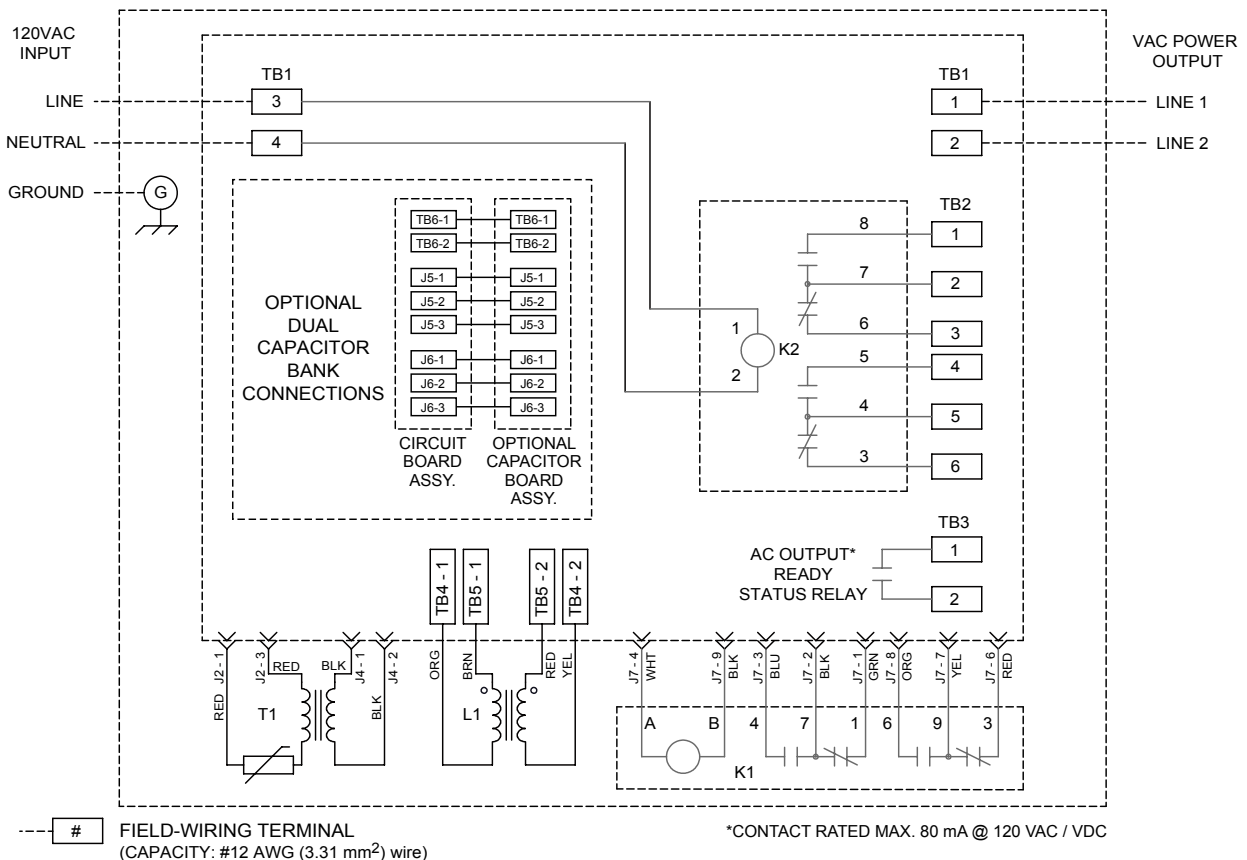 120VAC
INPUT
VAC POWER
OUTPUT
TB1
TB1
LINE
3
1
LINE 1
NEUTRAL
4
2
LINE 2
GROUND
G
OPTIONAL
DUAL
CAPACITOR
BANK
CONNECTIONS
TB6-1
TB6-1
TB6-2
TB6-2
J5-1
J5-1
J5-2
J5-2
J5-3
J5-3
J6-1
J6-1
J6-2
J6-2
J6-3
J6-3
CIRCUIT
BOARD
ASSY.
OPTIONAL
CAPACITOR
BOARD
ASSY.
1
2
K2
TB2
8
1
7
2
6
3
5
4
4
5
3
6
TB3
AC OUTPUT*
READY
STATUS RELAY
1
2
TB4 - 1
TB5 - 1
TB5 - 2
TB4 - 2
J2 - 1
J2 - 3
RED
BLK
J4 - 1
J4 - 2
RED
BLK
T1
ORG
BRN
RED
YEL
L1
J7 - 4
WHT
J7 - 9
BLK
J7 - 3
BLU
J7 - 2
BLK
J7 - 1
GRN
J7 - 8
ORG
J7 - 7
YEL
J7 - 6
RED
A B 4 7 1 6 9 3
K1
# FIELD-WIRING TERMINAL
(CAPACITY: #12 AWG (3.31 mm²) wire)
*CONTACT RATED MAX. 80 mA @ 120 VAC / VDC